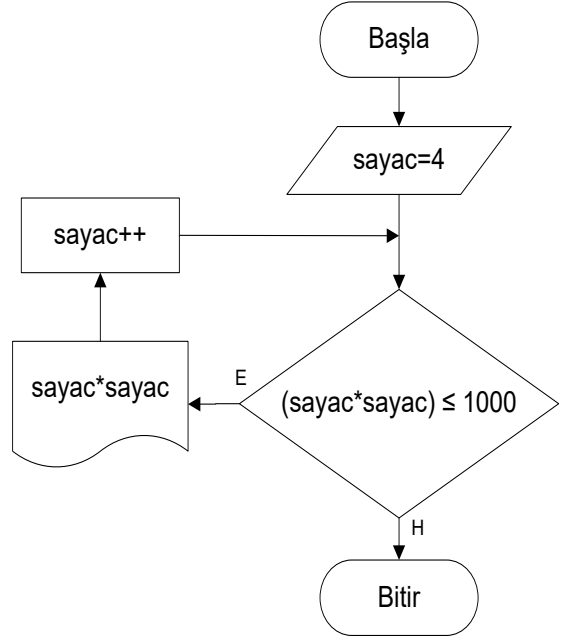 Başla
sayac=4
sayac++
(sayac*sayac) ≤ 1000
E
sayac*sayac
H
Bitir